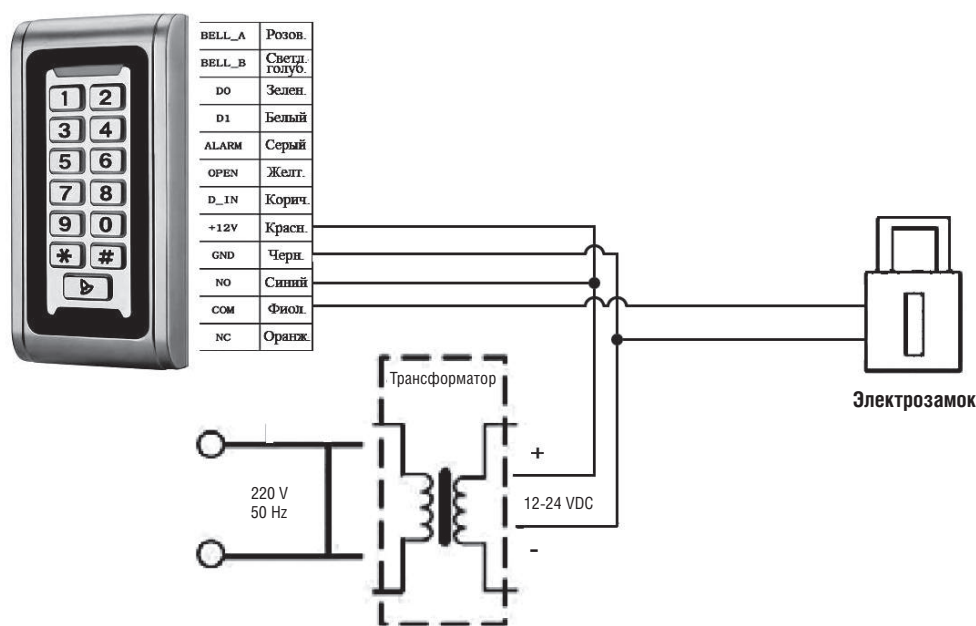 1 2
3 4
5 6
7 8
9 0
* #
BELL_A Розов.
BELL_B Светл. голуб.
D0 Зелен.
D1 Белый
ALARM Серый
OPEN Желт.
D_IN Корич.
+12V Красн.
GND Черн.
NO Синий
COM Фиол.
NC Оранж.
Электрозамок
Трансформатор
+
220 V
50 Hz
12-24 VDC
-